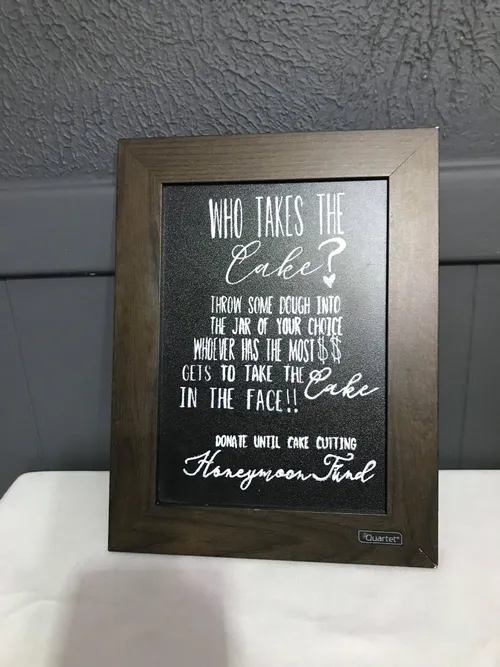 WHO TAKES THE
Cake?
THROW SOME DOUGH INTO
THE JAR OF YOUR CHOICE
WHOEVER HAS THE MOST $$
GETS TO TAKE THE Cake
IN THE FACE!!
DONATE UNTIL CAKE CUTTING
Honeymoon Fund
Quartet